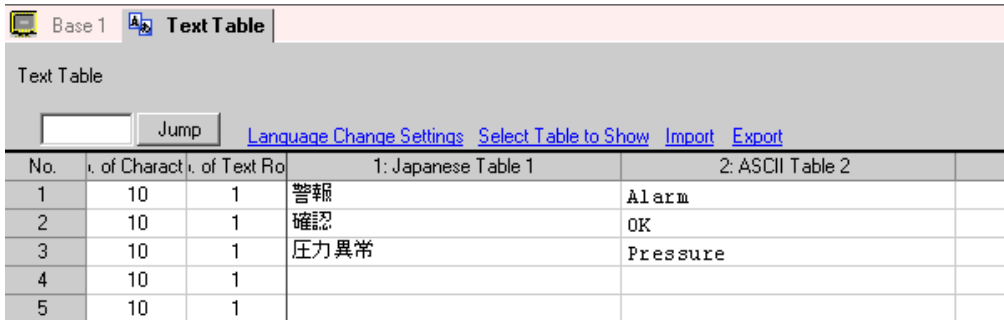 Base 1 Text Table
Text Table
Jump Language Change Settings Select Table to Show Import Export
No. . of Charact . of Text Ro 1: Japanese Table 1 2: ASCII Table 2
1 10 1 警報 Alarm
2 10 1 確認 OK
3 10 1 圧力異常 Pressure
4 10 1
5 10 1